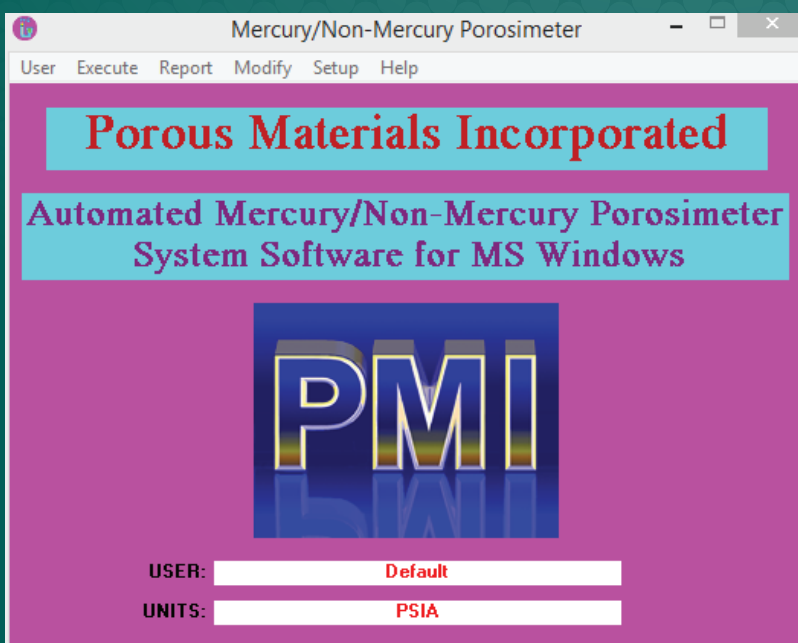 Mercury/Non-Mercury Porosimeter
User Execute Report Modify Setup Help
Porous Materials Incorporated
Automated Mercury/Non-Mercury Porosimeter
System Software for MS Windows
PMI
USER: Default
UNITS: PSIA